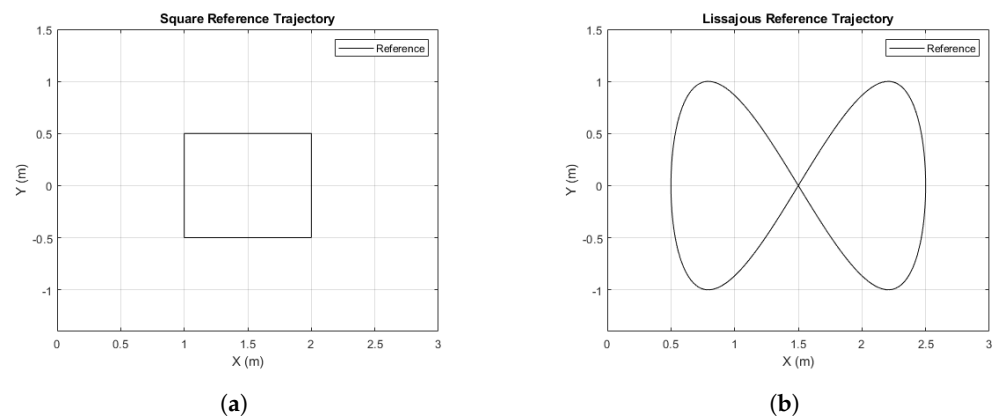 Square Reference Trajectory
Reference
1.5
1
0.5
0
-0.5
-1
Y (m)
0 0.5 1 1.5 2 2.5 3
X (m)
(a)
Lissajous Reference Trajectory
Reference
1.5
1
0.5
0
-0.5
-1
Y (m)
0 0.5 1 1.5 2 2.5 3
X (m)
(b)